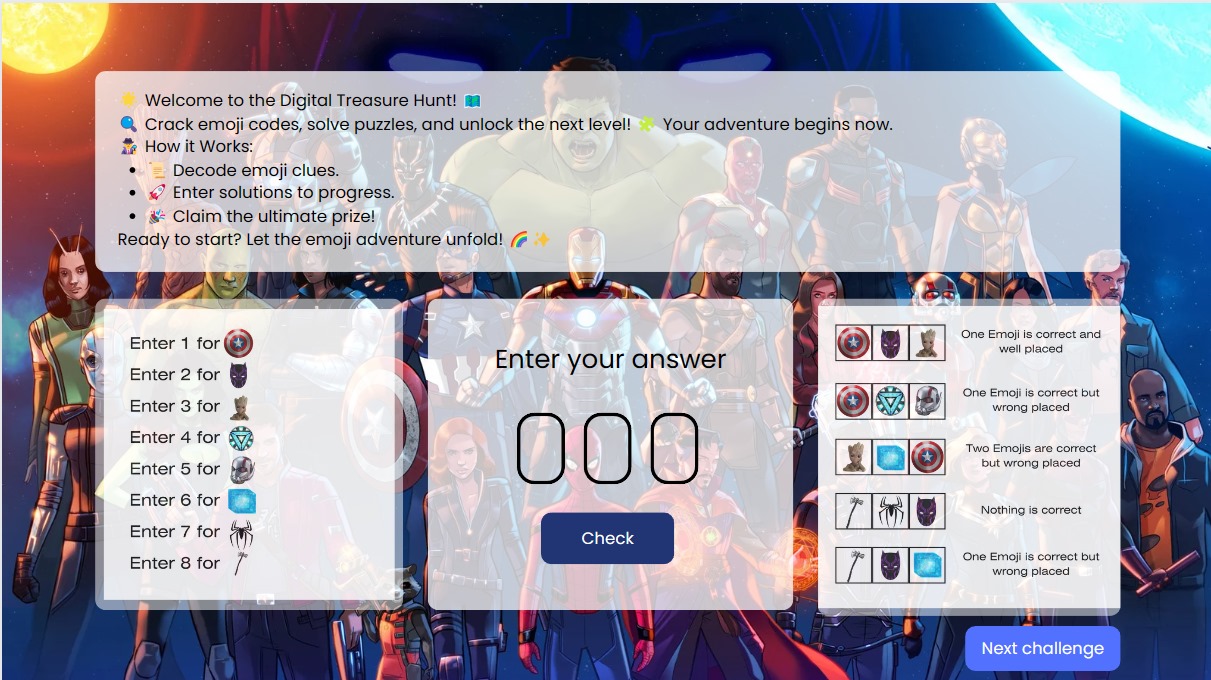 Welcome to the Digital Treasure Hunt!
Crack emoji codes, solve puzzles, and unlock the next level! Your adventure begins now.
How it Works:
Decode emoji clues.
Enter solutions to progress.
Claim the ultimate prize!
Ready to start? Let the emoji adventure unfold!
Enter 1 for
Enter 2 for
Enter 3 for
Enter 4 for
Enter 5 for
Enter 6 for
Enter 7 for
Enter 8 for
Enter your answer
Check
One Emoji is correct and
well placed
One Emoji is correct but
wrong placed
Two Emojis are correct
but wrong placed
Nothing is correct
One Emoji is correct but
wrong placed
Next challenge